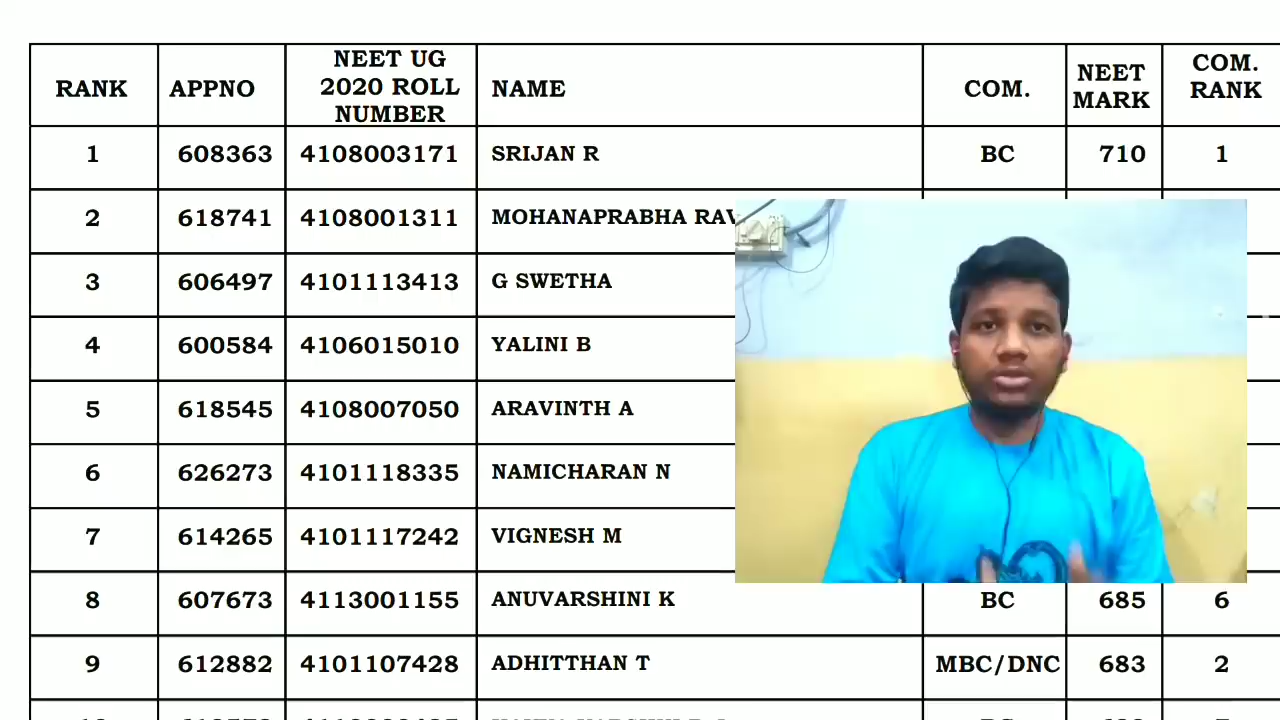 RANK APPNO NEET UG 2020 ROLL NUMBER NAME COM. NEET MARK COM. RANK
1 608363 4108003171 SRIJAN R BC 710 1
2 618741 4108001311 MOHANAPRABHA
3 606497 4101113413 G SWETHA
4 600584 4106015010 YALINI B
5 618545 4108007050 ARAVINTH A
6 626273 4101118335 NAMICHARAN N
7 614265 4101117242 VIGNESH M
8 607673 4113001155 ANUVARSHINI K BC 685 6
9 612882 4101107428 ADHITTHAN T MBC/DNC 683 2